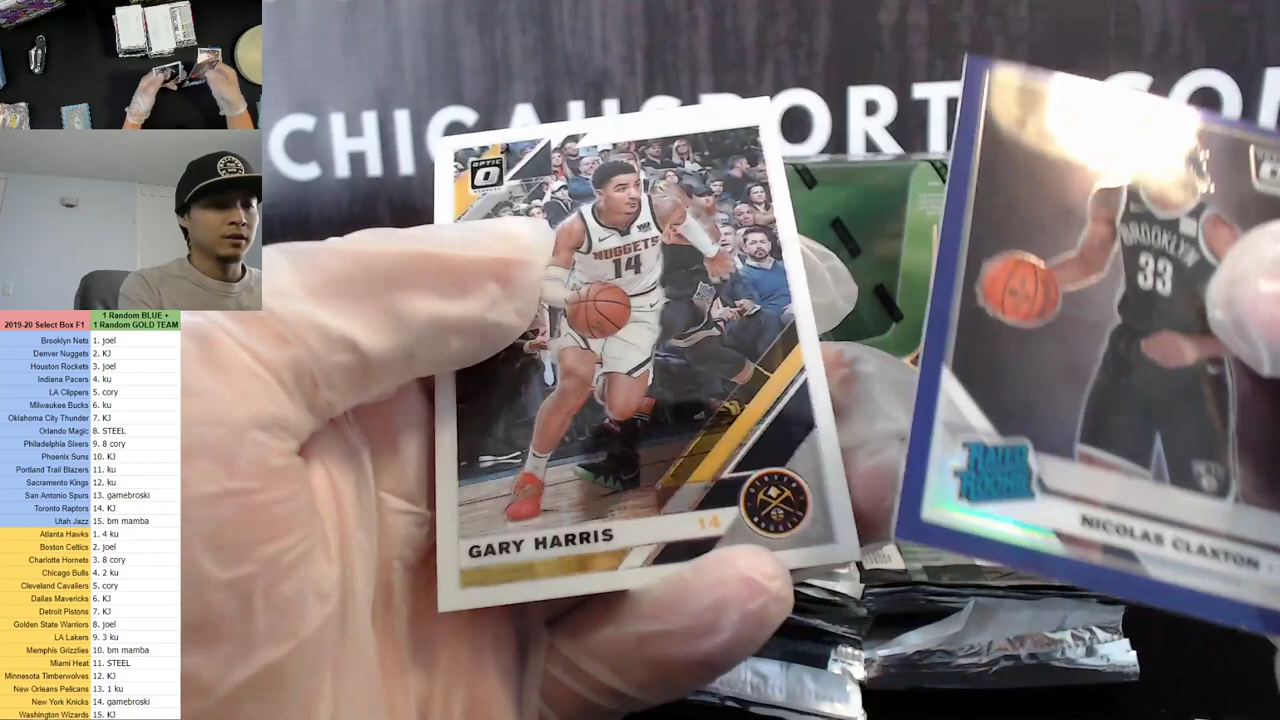 CHICAHSPORT .COM
OPTIC
NUGGETS
14
GARY HARRIS
14
BROOKLYN
33
RATED
ROOKIE
NICOLAS CLAXTON
2019-20 Select Box F1 1 Random BLUE +
1 Random GOLD TEAM
Brooklyn Nets 1. joel
Denver Nuggets 2. KJ
Houston Rockets 3. joel
Indiana Pacers 4. ku
LA Clippers 5. cory
Milwaukee Bucks 6. ku
Oklahoma City Thunder 7. KJ
Orlando Magic 8. STEEL
Philadelphia Sixers 9. 8 cory
Phoenix Suns 10. KJ
Portland Trail Blazers 11. ku
Sacramento Kings 12. ku
San Antonio Spurs 13. gamebroski
Toronto Raptors 14. KJ
Utah Jazz 15. bm mamba
Atlanta Hawks 1. 4 ku
Boston Celtics 2. joel
Charlotte Hornets 3. 8 cory
Chicago Bulls 4. 2 ku
Cleveland Cavaliers 5. cory
Dallas Mavericks 6. KJ
Detroit Pistons 7. KJ
Golden State Warriors 8. joel
LA Lakers 9. 3 ku
Memphis Grizzlies 10. bm mamba
Miami Heat 11. STEEL
Minnesota Timberwolves 12. KJ
New Orleans Pelicans 13. 1 ku
New York Knicks 14. gamebroski
Washington Wizards 15. KJ